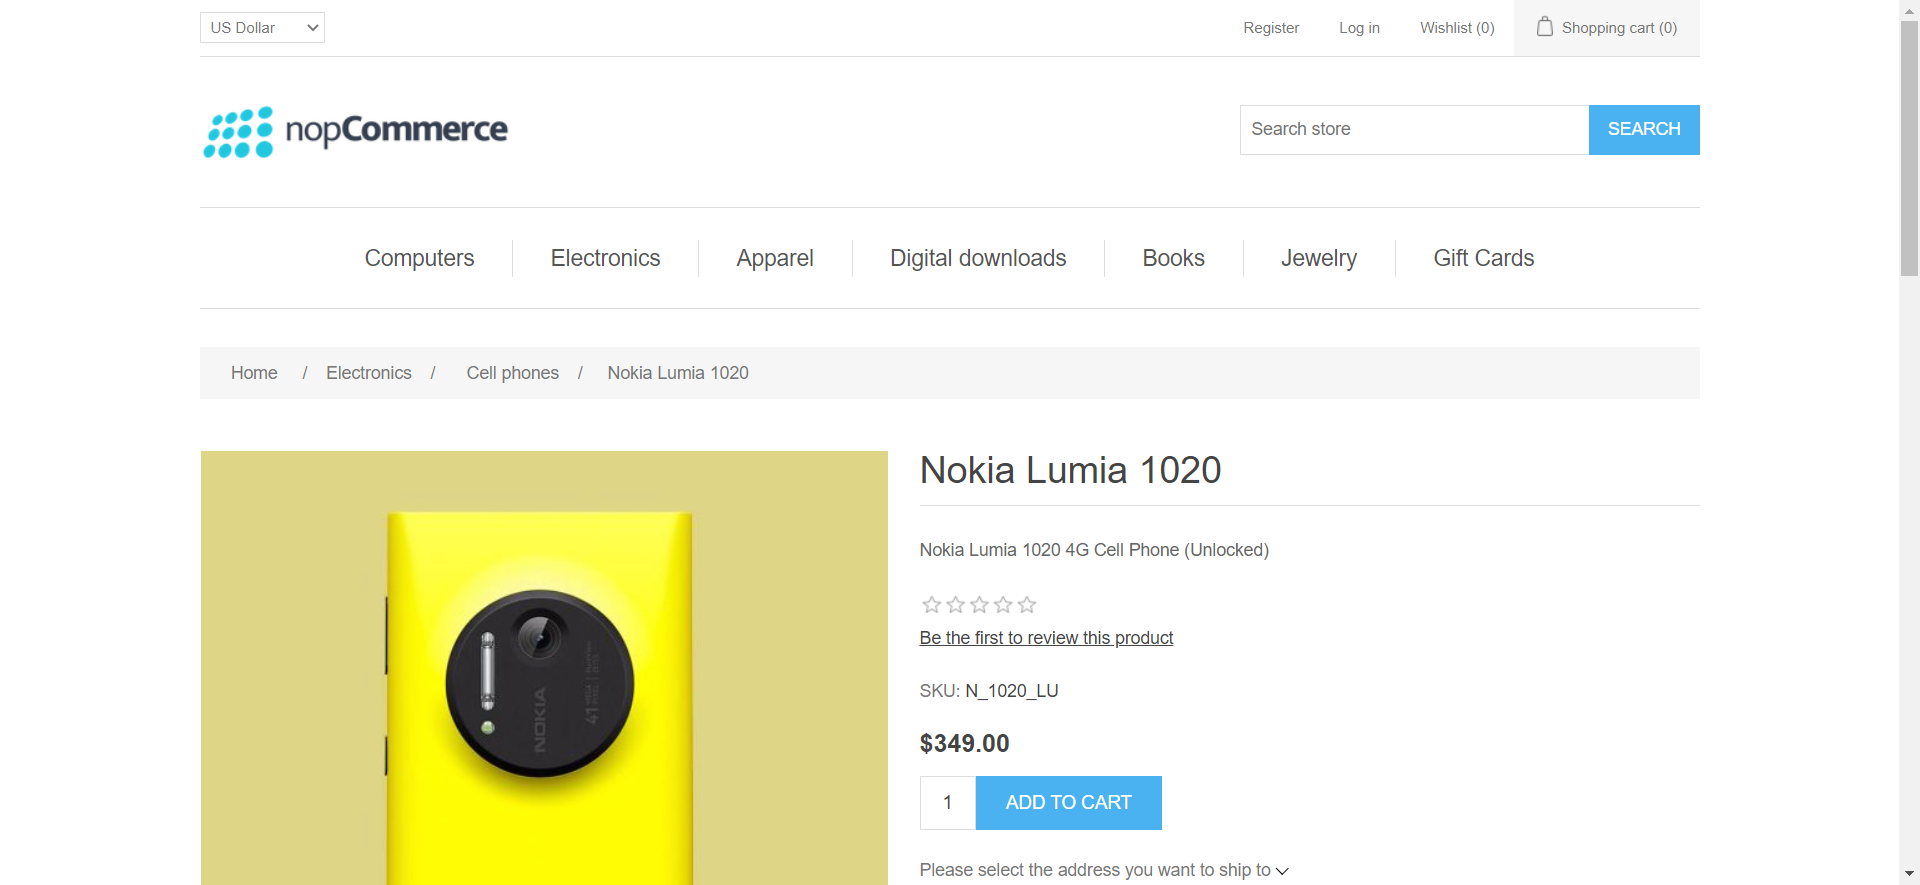 US Dollar
Register
Log in
Wishlist (0)
Shopping cart (0)
nopCommerce
Search store
SEARCH
Computers
Electronics
Apparel
Digital downloads
Books
Jewelry
Gift Cards
Home / Electronics / Cell phones / Nokia Lumia 1020
Nokia Lumia 1020
Nokia Lumia 1020 4G Cell Phone (Unlocked)
Be the first to review this product
SKU: N_1020_LU
$349.00
1
ADD TO CART
Please select the address you want to ship to
NOKIA
41